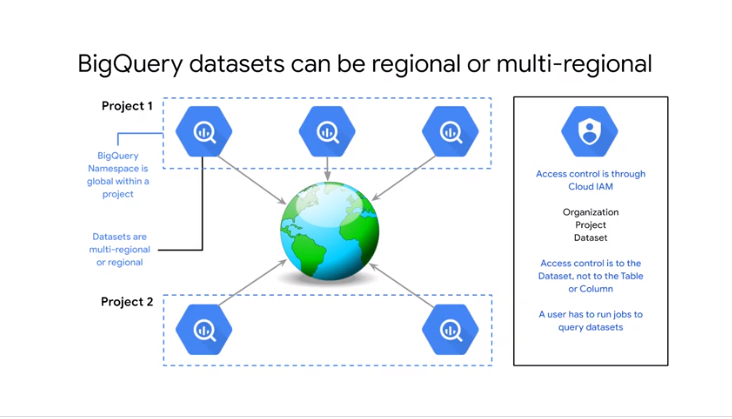 BigQuery datasets can be regional or multi-regional
Project 1
BigQuery
Namespace is
global within a
project
Datasets are
multi-regional
or regional
Project 2
Access control is through
Cloud IAM
Organization
Project
Dataset
Access control is to the
Dataset, not to the Table
or Column
A user has to run jobs to
query datasets